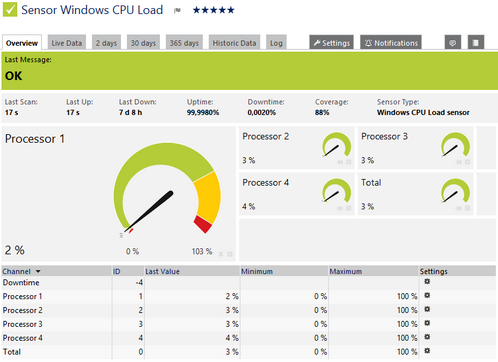 Sensor Windows CPU Load
Overview Live Data 2 days 30 days 365 days Historic Data Log Settings Notifications
Last Message:
OK
Last Scan: Last Up: Last Down: Uptime: Downtime: Coverage: Sensor Type:
17 s 17 s 7 d 8 h 99,9980% 0,0020% 88% Windows CPU Load sensor
Processor 1
2 %
0 % 103 %
Processor 2
3 %
Processor 3
3 %
Processor 4
4 %
Total
3 %
Channel ID Last Value Minimum Maximum Settings
Downtime -4
Processor 1 1 2 % 0 % 100 %
Processor 2 2 3 % 0 % 100 %
Processor 3 3 3 % 0 % 100 %
Processor 4 4 4 % 0 % 100 %
Total 0 3 % 0 % 100 %